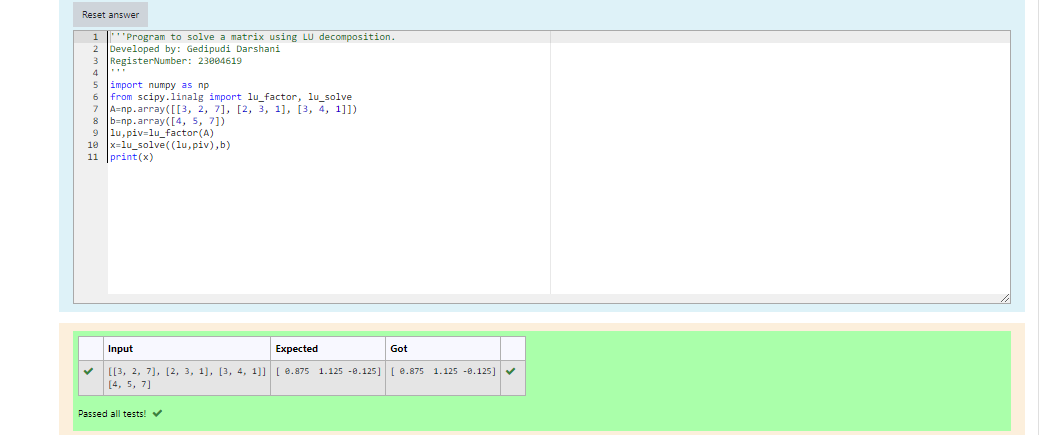 Reset answer
1 '''Program to solve a matrix using LU decomposition.
2 Developed by: Gedipudi Darshani
3 RegisterNumber: 23004619
4 '''
5 import numpy as np
6 from scipy.linalg import lu_factor, lu_solve
7 A=np.array([[3, 2, 7], [2, 3, 1], [3, 4, 1]])
8 b=np.array([4, 5, 7])
9 lu,piv=lu_factor(A)
10 x=lu_solve((lu,piv),b)
11 print(x)
Input Expected Got
[[3, 2, 7], [2, 3, 1], [3, 4, 1]] [ 0.875  1.125 -0.125] [ 0.875  1.125 -0.125]
[4, 5, 7]
Passed all tests!